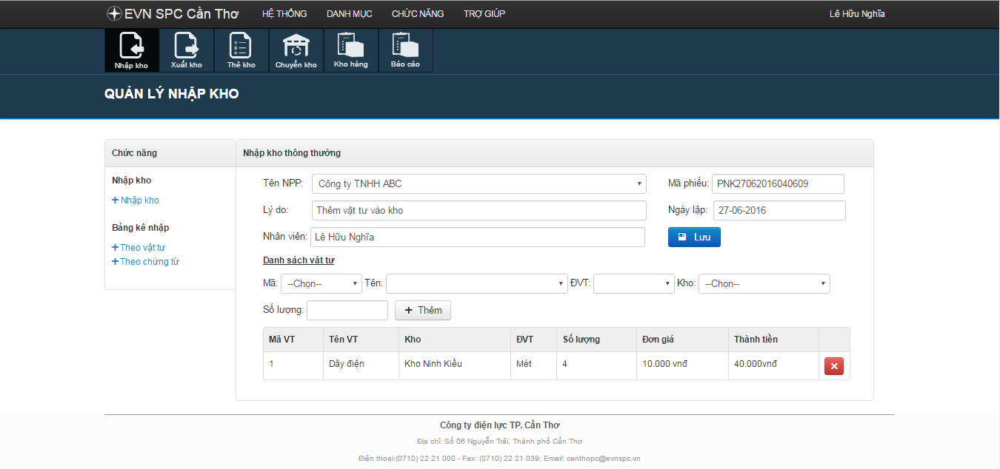 EVN SPC Cần Thơ HỆ THỐNG DANH MỤC CHỨC NĂNG TRỢ GIÚP Lê Hữu Nghĩa
Nhập kho Xuất kho Thẻ kho Chuyển kho Kho hàng Báo cáo
QUẢN LÝ NHẬP KHO
Chức năng
Nhập kho
Nhập kho
Bảng kê nhập
Theo vật tư
Theo chứng từ
Nhập kho thông thường
Tên NPP: Công ty TNHH ABC Mã phiếu: PNK27062016040609
Lý do: Thêm vật tư vào kho Ngày lập: 27-06-2016
Nhân viên: Lê Hữu Nghĩa Lưu
Danh sách vât tư
Mã: --Chọn-- Tên: ĐVT: Kho: --Chọn--
Số lượng: Thêm
Mã VT Tên VT Kho ĐVT Số lượng Đơn giá Thành tiền
1 Dây điện Kho Ninh Kiều Mét 4 10.000 vnđ 40.000vnđ
Công ty điện lực TP. Cần Thơ
Địa chỉ: Số 06 Nguyễn Trãi, Thành phố Cần Thơ
Điện thoại:(0710) 22 21 000 - Fax: (0710) 22 21 039; Email: canthopc@evnspc.vn